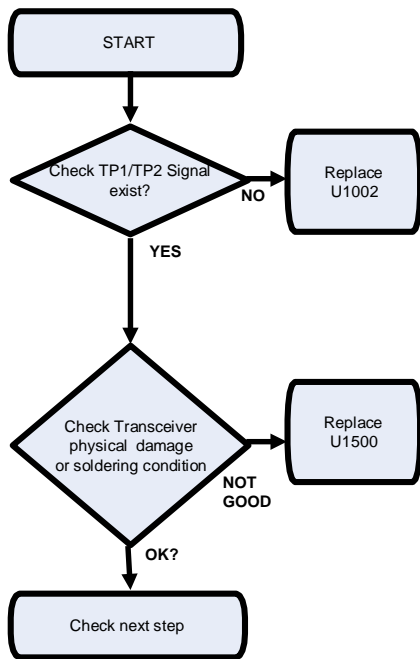 START
Check TP1/TP2 Signal
exist?
NO
Replace
U1002
YES
Check Transceiver
physical damage
or soldering condition
NOT
GOOD
Replace
U1500
OK?
Check next step